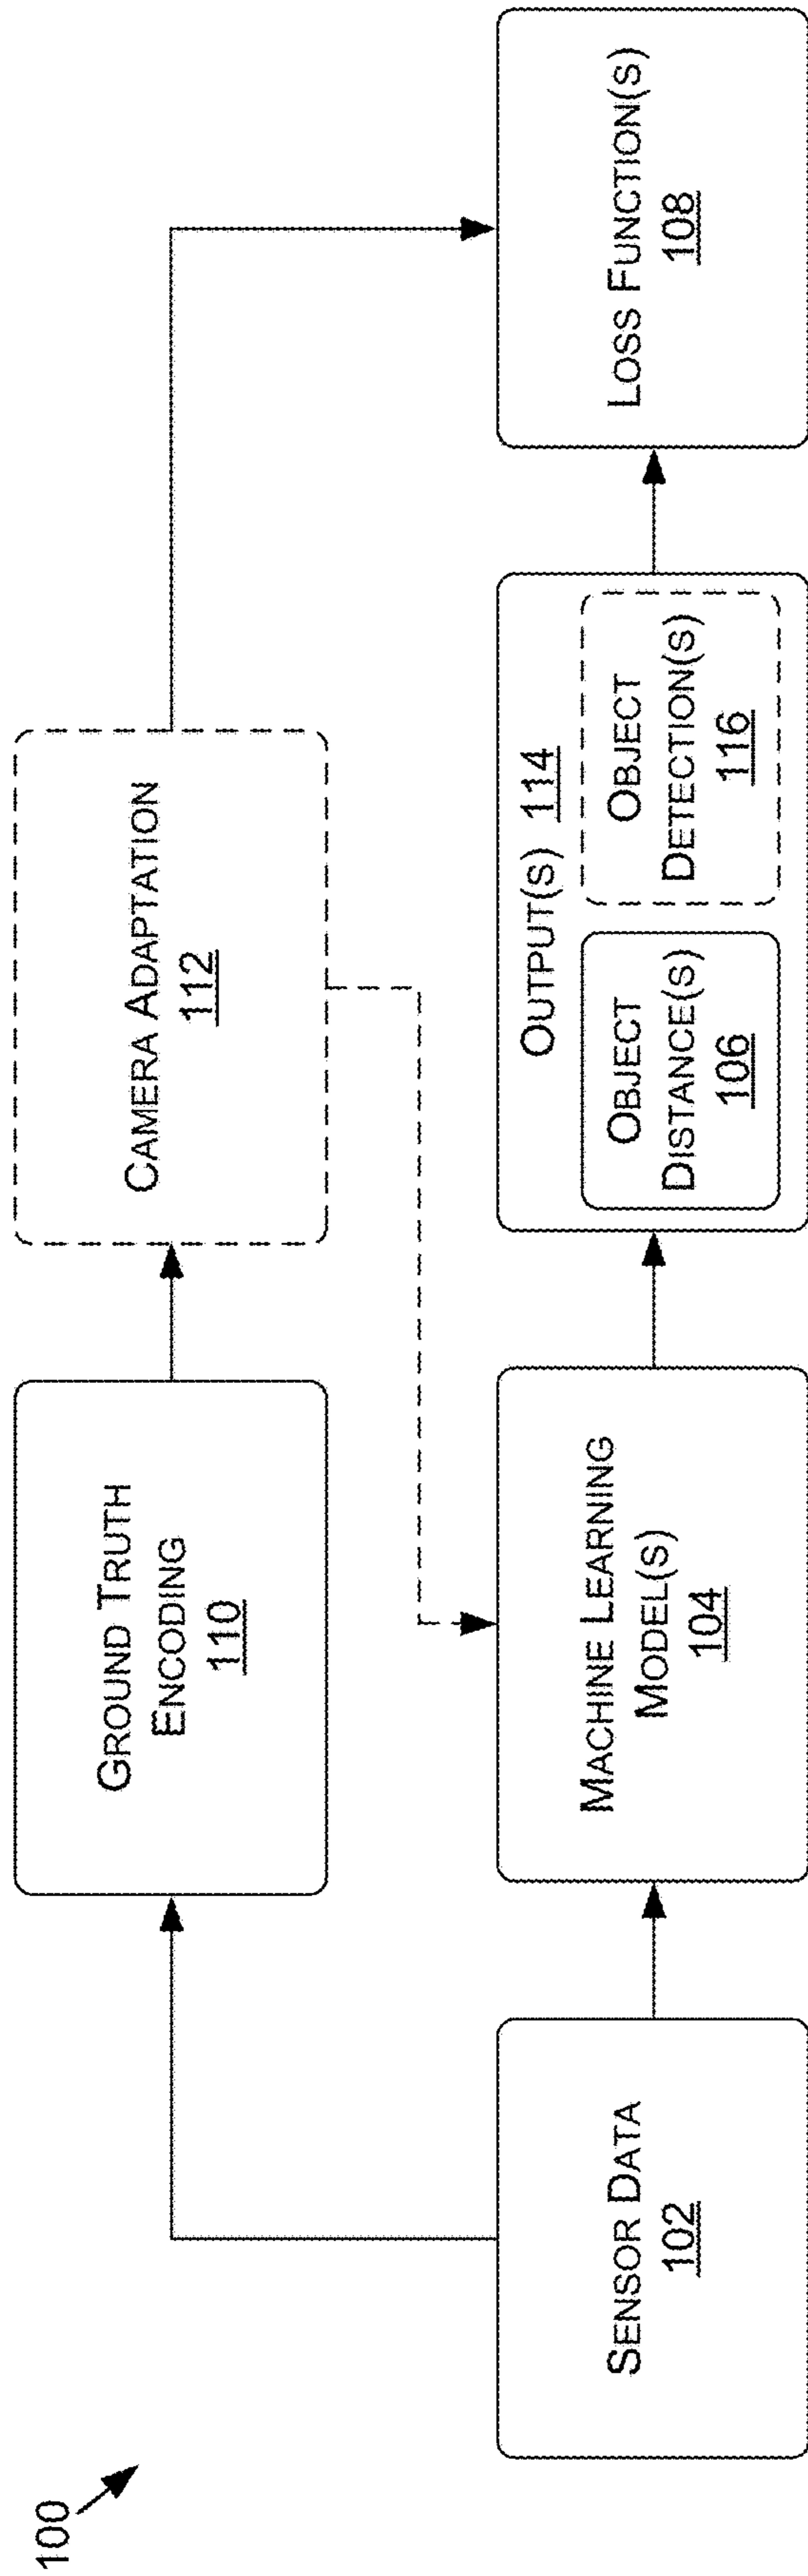 100
GROUND TRUTH
ENCODING
110
CAMERA ADAPTATION
112
SENSOR DATA
102
MACHINE LEARNING
MODEL(S)
104
OUTPUT(S) 114
OBJECT
DISTANCE(S)
106
OBJECT
DETECTION(S)
116
LOSS FUNCTION(S)
108